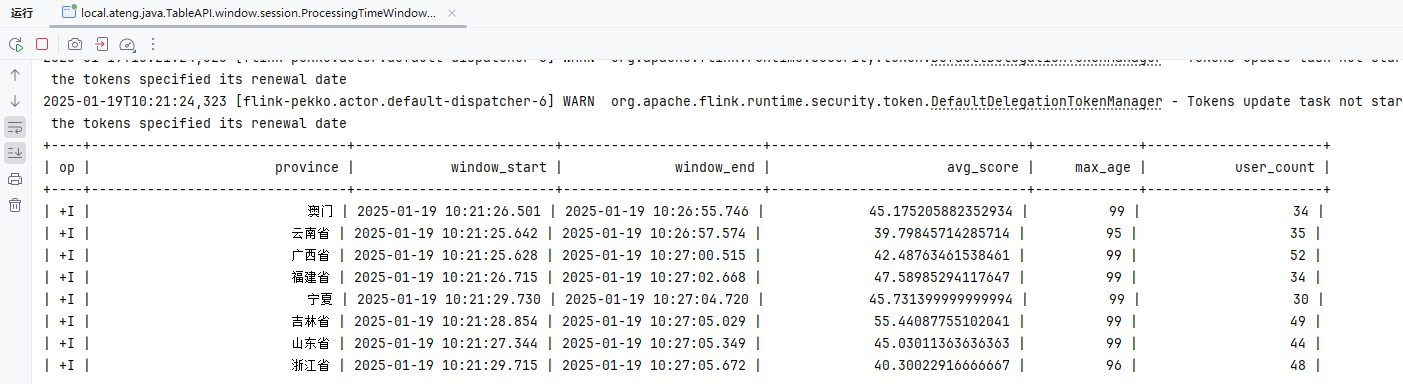 运行 local.ateng.java.TableAPI.window.session.ProcessingTimeWindow...
the tokens specified its renewal date
2025-01-19T10:21:24,323 [flink-pekko.actor.default-dispatcher-6] WARN  org.apache.flink.runtime.security.token.DefaultDelegationTokenManager - Tokens update task not
the tokens specified its renewal date
+----+--------------------------------+-------------------------+-------------------------+--------------------------------+-------------+----------------------+
| op |                       province |            window_start |              window_end |                      avg_score |     max_age |           user_count |
+----+--------------------------------+-------------------------+-------------------------+--------------------------------+-------------+----------------------+
| +I |                             澳门 | 2025-01-19 10:21:26.501 | 2025-01-19 10:26:55.746 |             45.175205882352934 |          99 |                   34 |
| +I |                            云南省 | 2025-01-19 10:21:25.642 | 2025-01-19 10:26:57.574 |              39.79845714285714 |          95 |                   35 |
| +I |                            广西省 | 2025-01-19 10:21:25.628 | 2025-01-19 10:27:00.515 |              42.48763461538461 |          99 |                   52 |
| +I |                            福建省 | 2025-01-19 10:21:26.715 | 2025-01-19 10:27:02.668 |              47.58985294117647 |          99 |                   34 |
| +I |                             宁夏 | 2025-01-19 10:21:29.730 | 2025-01-19 10:27:04.720 |             45.731399999999994 |          99 |                   30 |
| +I |                            吉林省 | 2025-01-19 10:21:28.854 | 2025-01-19 10:27:05.029 |              55.44087755102041 |          99 |                   49 |
| +I |                            山东省 | 2025-01-19 10:21:27.344 | 2025-01-19 10:27:05.349 |              45.03011363636363 |          99 |                   44 |
| +I |                            浙江省 | 2025-01-19 10:21:29.715 | 2025-01-19 10:27:05.672 |              40.30022916666667 |          96 |                   48 |